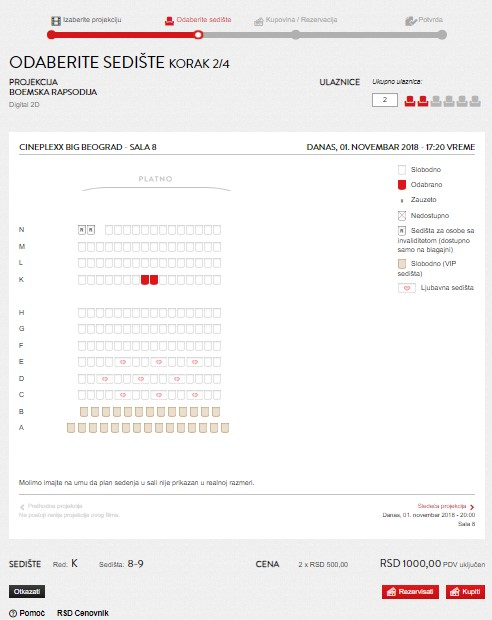 Izaberite projekciju
Odaberite sedište
Kupovina / Rezervacija
Potvrda
ODABERITE SEDIŠTE KORAK 2/4
PROJEKCIJA
BOEMSKA RAPSODIJA
Digital 2D
ULAZNICE
Ukupno ulaznica:
2
CINEPLEXX BIG BEOGRAD - SALA 8
DANAS, 01. NOVEMBAR 2018 - 17:20 VREME
PLATNO
Slobodno
Odabrano
Zauzeto
Nedostupno
Sedišta za osobe sa
invaliditetom (dostupno
samo na blagajni)
Slobodno (VIP
sedišta)
Ljubavna sedišta
N
M
L
K
H
G
F
E
D
C
B
A
Molimo imajte na umu da plan sedenja u sali nije prikazan u realnoj razmeri.
Prethodna projekcija
Ne postoji ranije projekcija ovog filma.
Sledeća projekcija
Danas, 01. novembar 2018 - 20:00
Sala 8
SEDIŠTE Red: K Sedišta: 8-9
CENA 2 x RSD 500,00 RSD 1000,00 PDV uključen
Otkazati
Rezervisati
Kupiti
Pomoć RSD Cenovnik